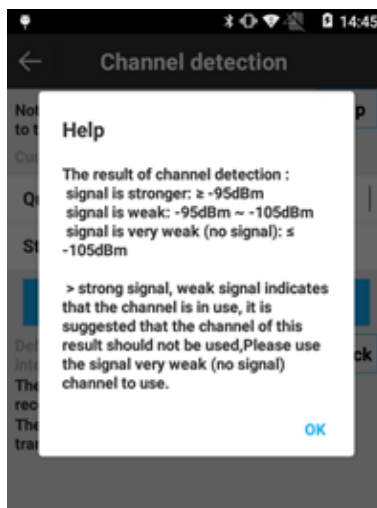 14:45
Channel detection
Help
The result of channel detection :
signal is stronger: ≥ -95dBm
signal is weak: -95dBm ~ -105dBm
signal is very weak (no signal): ≤
-105dBm
> strong signal, weak signal indicates
that the channel is in use, it is
suggested that the channel of this
result should not be used,Please use
the signal very weak (no signal)
channel to use.
OK